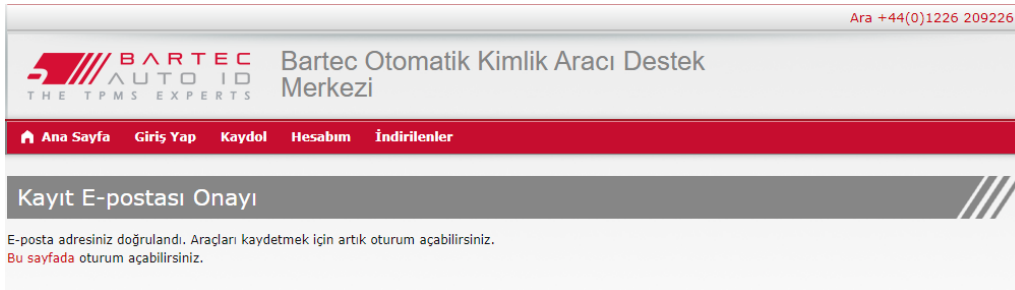 Ara +44(0)1226 209226
BARTEC
AUTO ID
THE TPMS EXPERTS
Bartec Otomatik Kimlik Aracı Destek
Merkezi
Ana Sayfa Giriş Yap Kaydol Hesabım İndirilenler
Kayıt E-postası Onayı
E-posta adresiniz doğrulandı. Araçları kaydetmek için artık oturum açabilirsiniz.
Bu sayfada oturum açabilirsiniz.